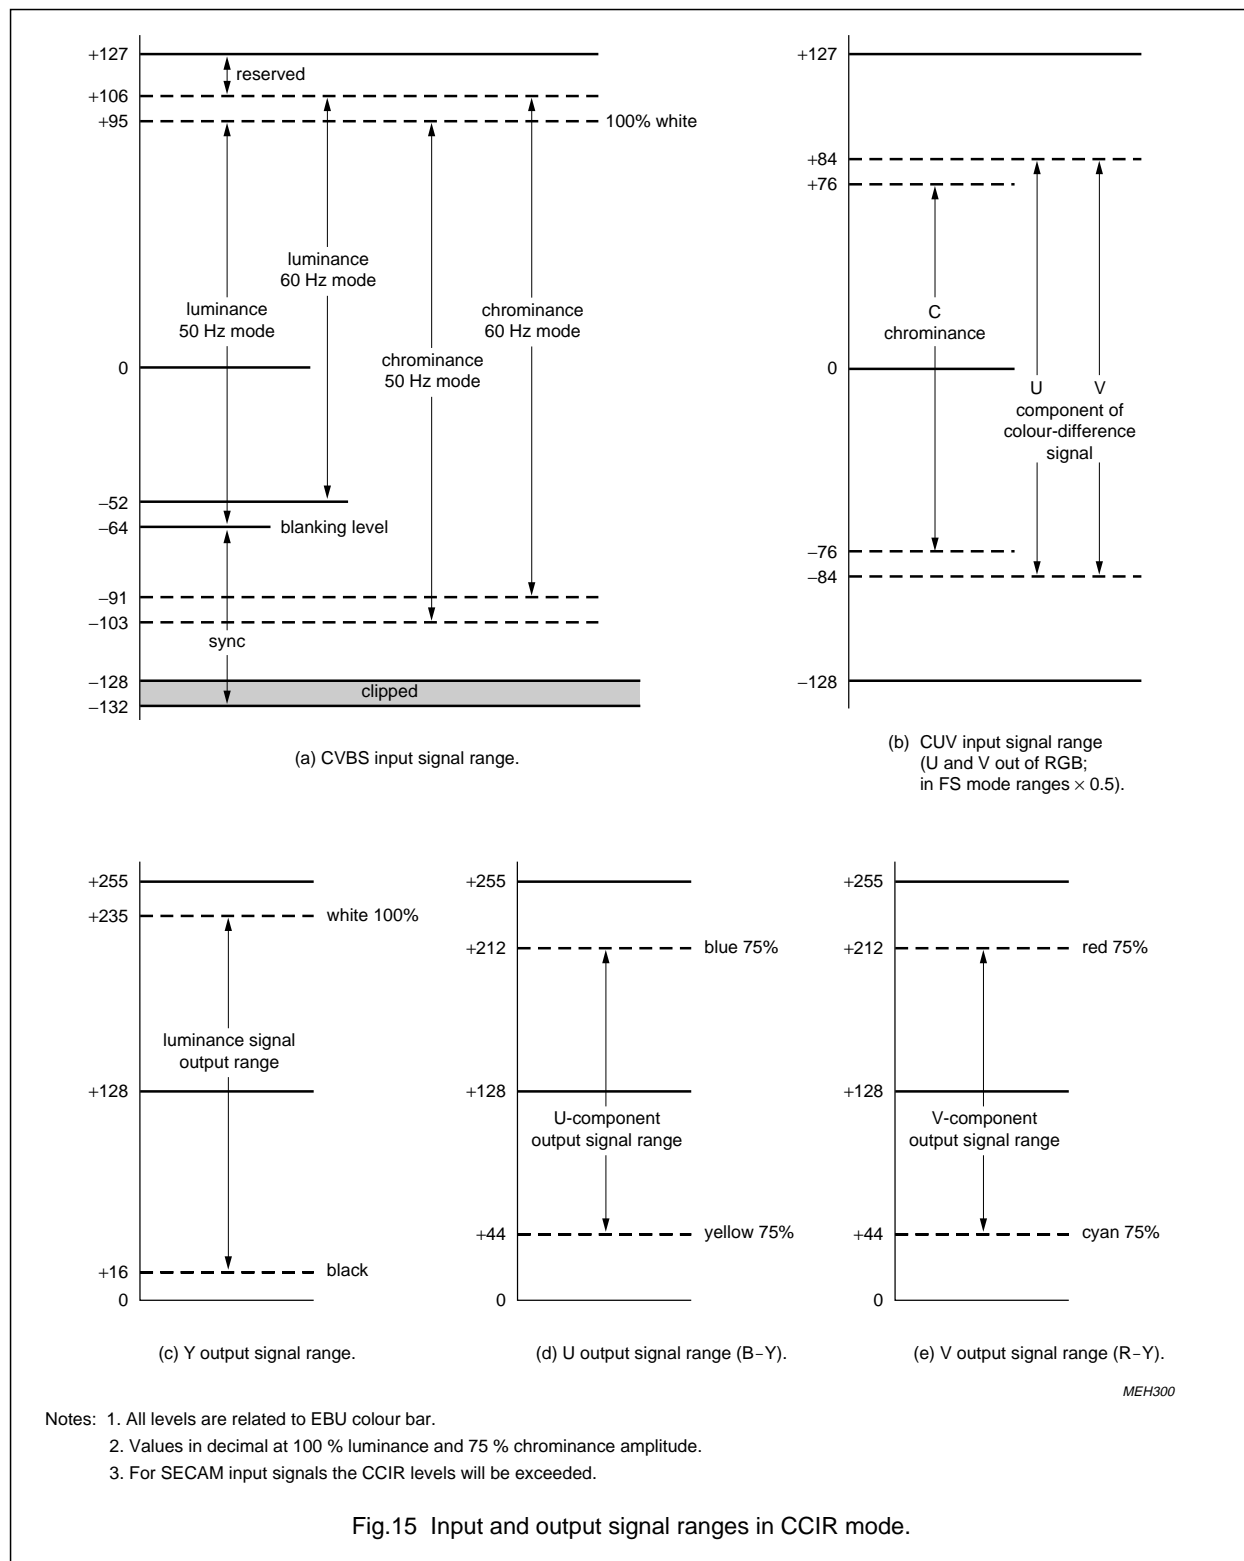 +127
reserved
+106
+95
100% white
luminance
60 Hz mode
luminance
50 Hz mode
chrominance
60 Hz mode
chrominance
50 Hz mode
0
−52
−64
blanking level
−91
−103
sync
−128
clipped
−132
(a) CVBS input signal range.
+127
+84
+76
C
chrominance
0
U V
component of
colour-difference
signal
−76
−84
−128
(b) CUV input signal range
(U and V out of RGB;
in FS mode ranges × 0.5).
+255
+235
white 100%
luminance signal
output range
+128
+16
black
0
(c) Y output signal range.
+255
+212
blue 75%
+128
U-component
output signal range
+44
yellow 75%
0
(d) U output signal range (B−Y).
+255
+212
red 75%
+128
V-component
output signal range
+44
cyan 75%
0
(e) V output signal range (R−Y).
MEH300
Notes: 1. All levels are related to EBU colour bar.
2. Values in decimal at 100 % luminance and 75 % chrominance amplitude.
3. For SECAM input signals the CCIR levels will be exceeded.
Fig.15 Input and output signal ranges in CCIR mode.